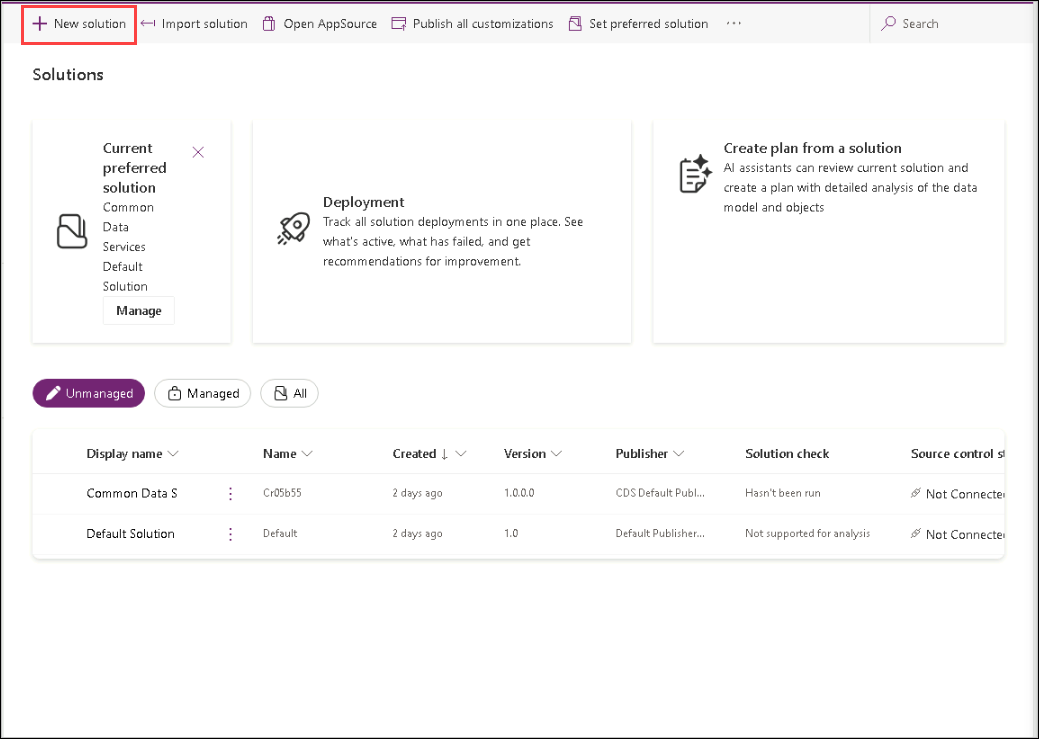 New solution Import solution Open AppSource Publish all customizations Set preferred solution ··· Search
Solutions
Current
preferred
solution
Common
Data
Services
Default
Solution
Manage
Deployment
Track all solution deployments in one place. See
what's active, what has failed, and get
recommendations for improvement.
Create plan from a solution
AI assistants can review current solution and
create a plan with detailed analysis of the data
model and objects
Unmanaged Managed All
Display name Name Created ↓ Version Publisher Solution check Source control st
Common Data S Cr05b55 2 days ago 1.0.0.0 CDS Default Publ... Hasn't been run Not Connected
Default Solution Default 2 days ago 1.0 Default Publisher... Not supported for analysis Not Connected